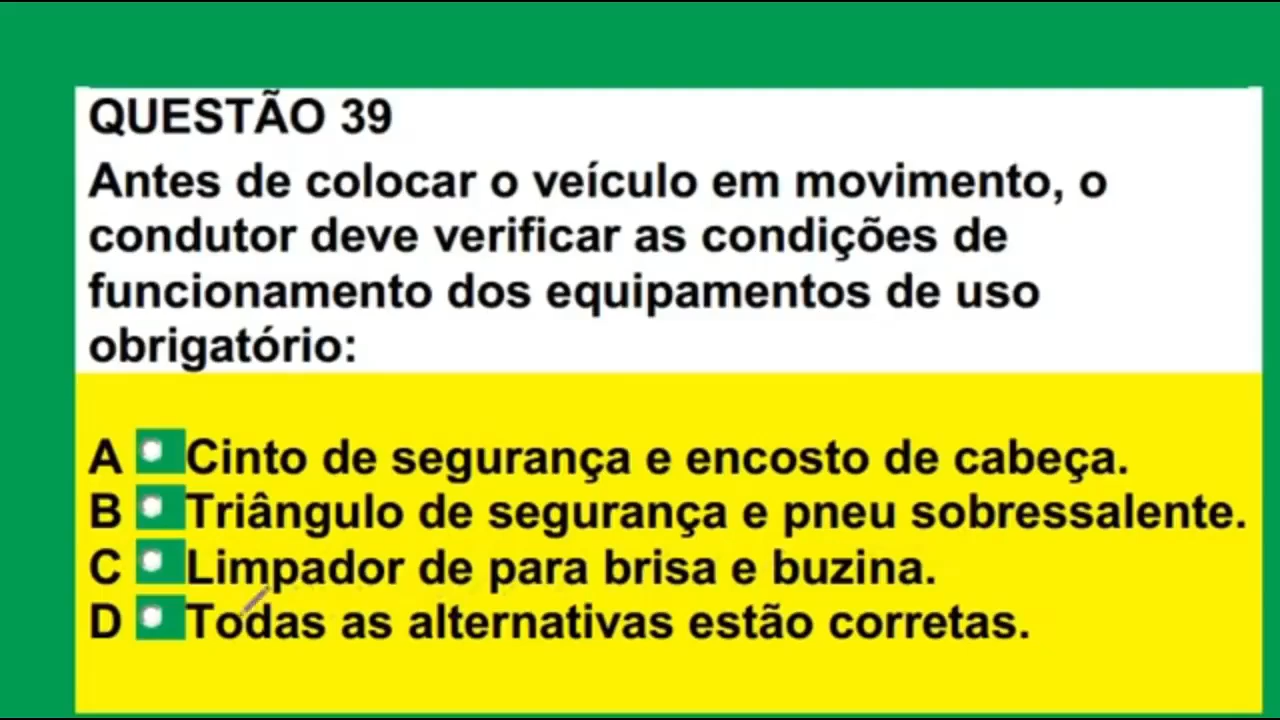 QUESTÃO 39
Antes de colocar o veículo em movimento, o
condutor deve verificar as condições de
funcionamento dos equipamentos de uso
obrigatório:
A Cinto de segurança e encosto de cabeça.
B Triângulo de segurança e pneu sobressalente.
C Limpador de para brisa e buzina.
D Todas as alternativas estão corretas.